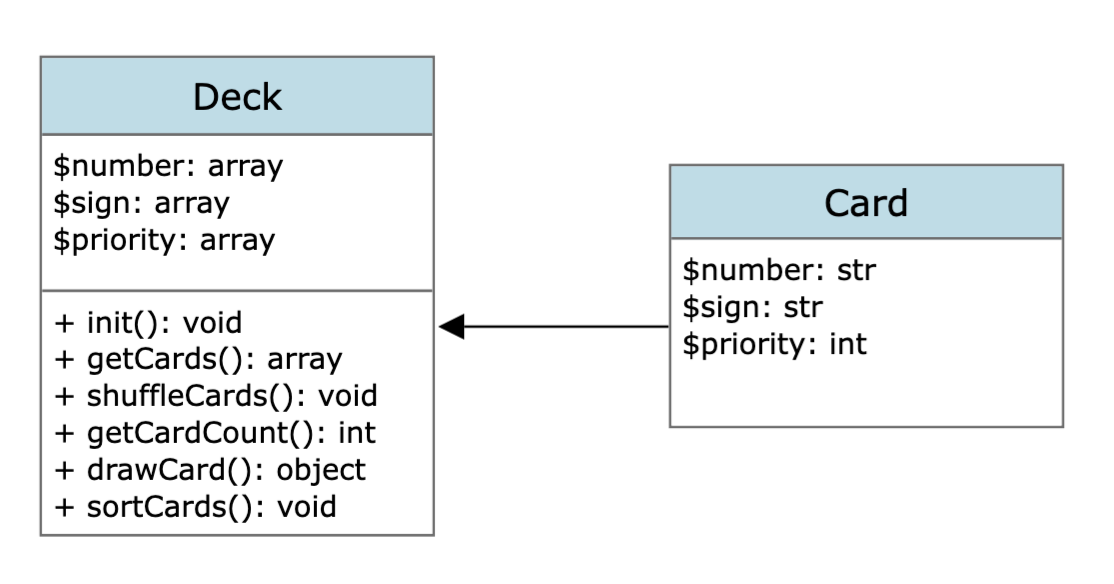 Deck
$number: array
$sign: array
$priority: array
+ init(): void
+ getCards(): array
+ shuffleCards(): void
+ getCardCount(): int
+ drawCard(): object
+ sortCards(): void
Card
$number: str
$sign: str
$priority: int